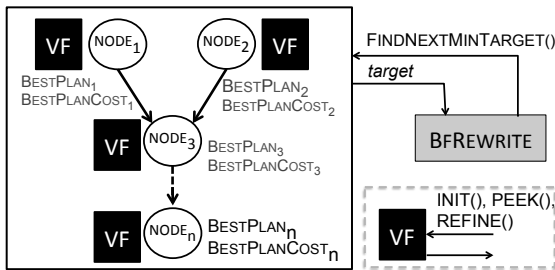 VF NODE1 NODE2 VF
BESTPLAN1
BESTPLANCOST1
BESTPLAN2
BESTPLANCOST2
VF NODE3
BESTPLAN3
BESTPLANCOST3
VF NODEn
BESTPLANn
BESTPLANCOSTn
FINDNEXTMINTARGET()
target
BFREWRITE
INIT(), PEEK(),
REFINE()
VF